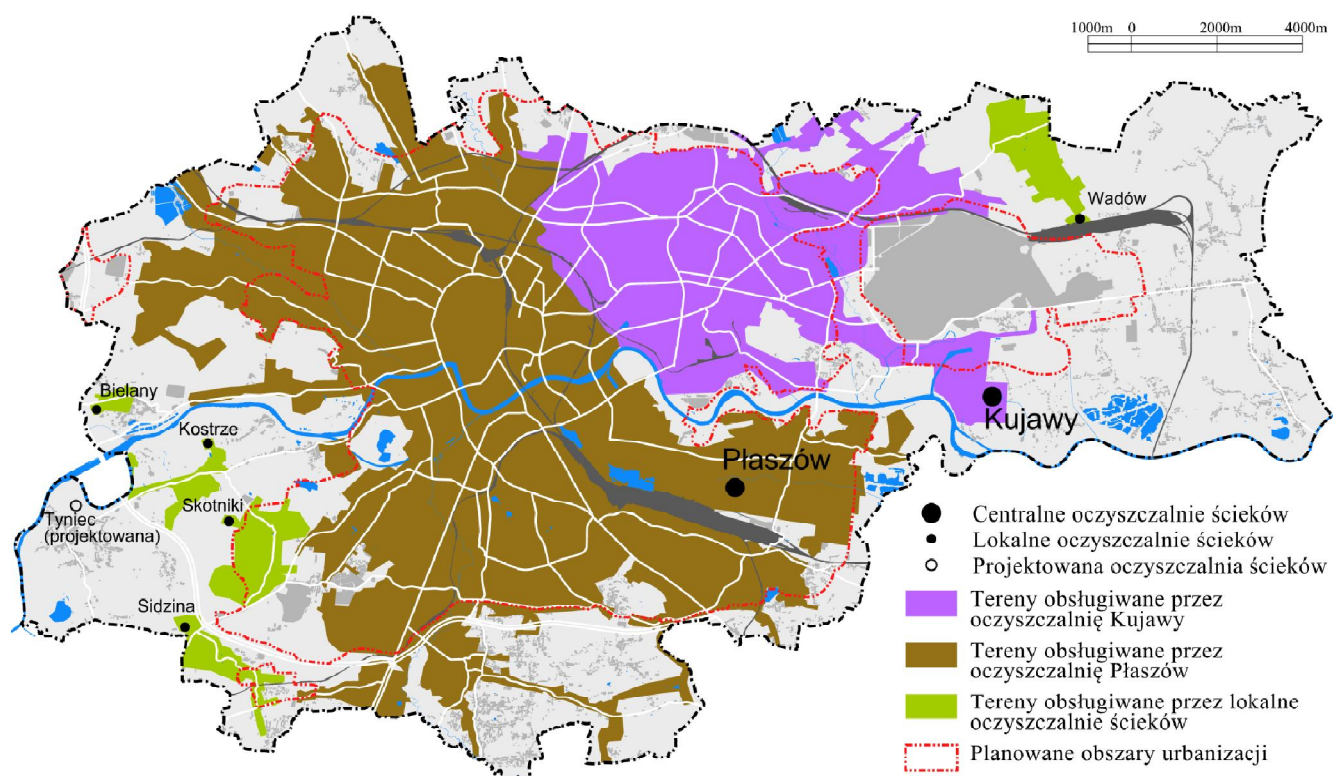 1000m 0 2000m 4000m
Wadów
Bielany
Kujawy
Kostrze
Płaszów
Skotniki
Tyniec
(projektowana)
Sidzina
Centralne oczyszczalnie ścieków
Lokalne oczyszczalnie ścieków
Projektowana oczyszczalnia ścieków
Tereny obsługiwane przez
oczyszczalnię Kujawy
Tereny obsługiwane przez
oczyszczalnię Płaszów
Tereny obsługiwane przez lokalne
oczyszczalnie ścieków
Planowane obszary urbanizacji